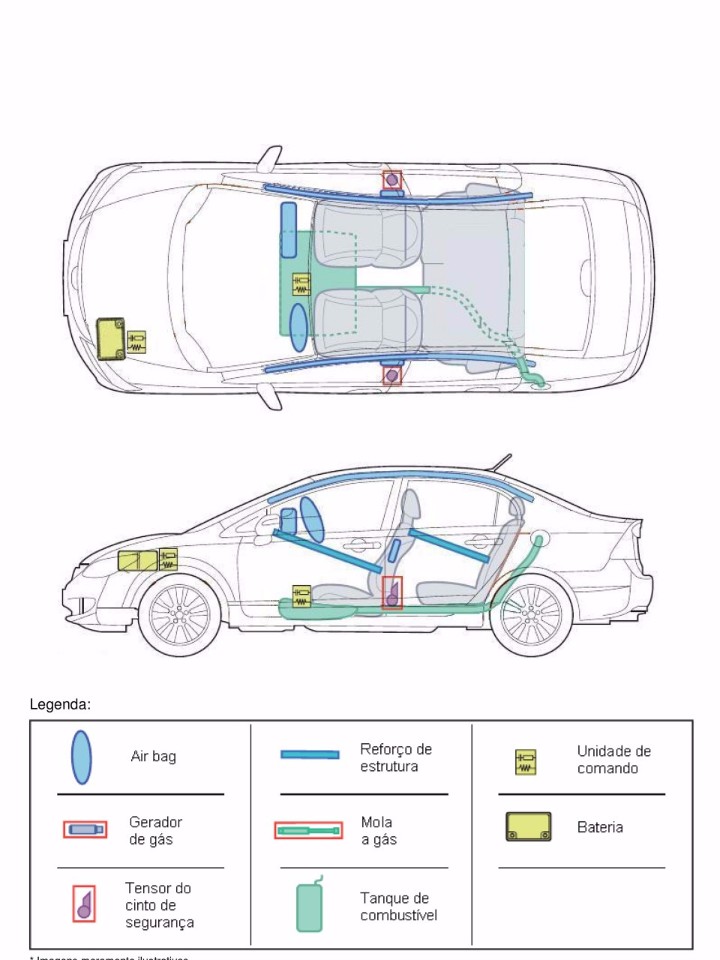 Legenda:
Air bag
Reforço de
estrutura
Unidade de
comando
Gerador
de gás
Mola
a gás
Bateria
Tensor do
cinto de
segurança
Tanque de
combustível
* Imagens meramente ilustrativas